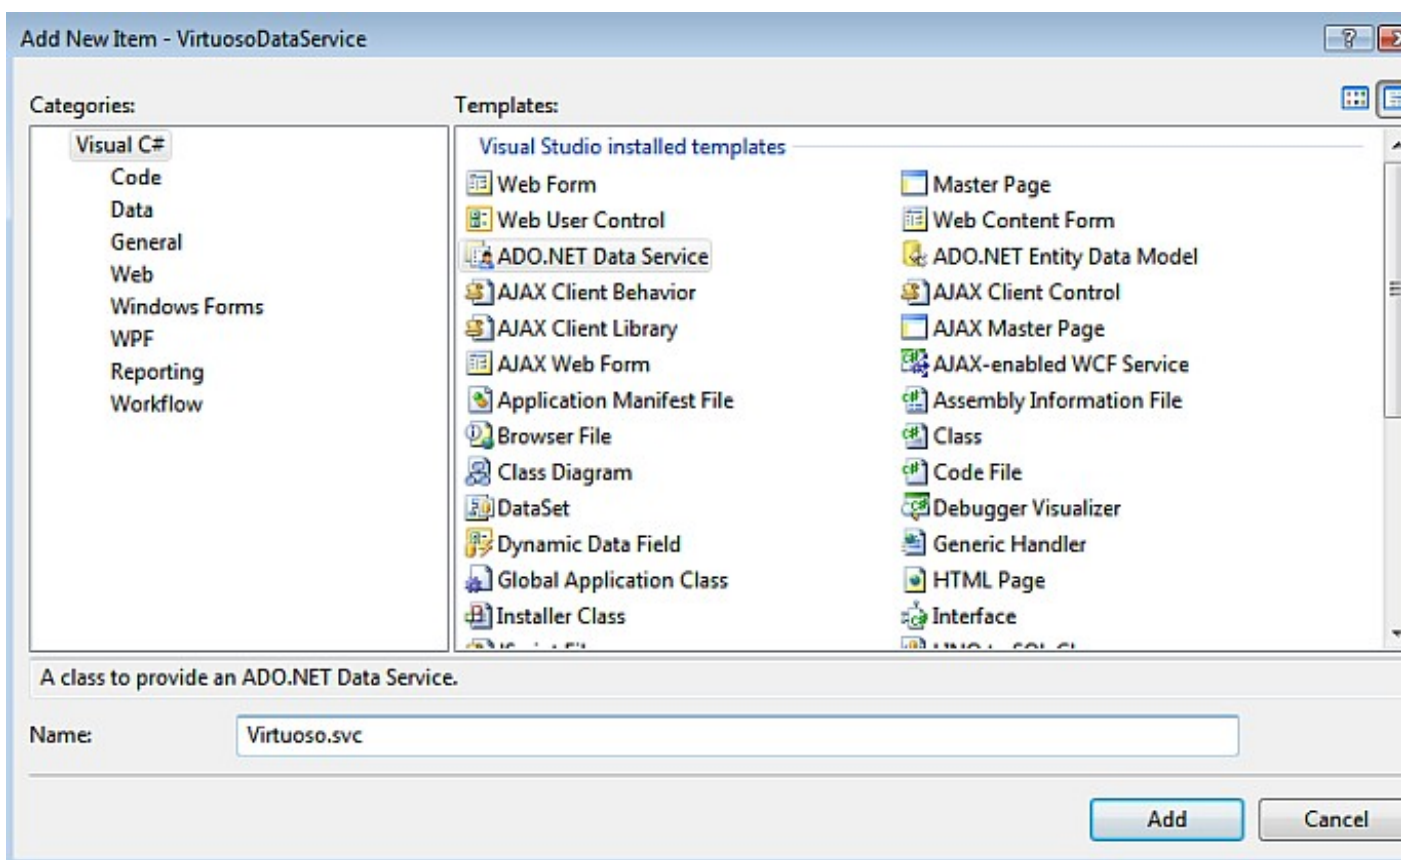 Add New Item - VirtuosoDataService
Categories:
Templates:
Visual C#
Code
Data
General
Web
Windows Forms
WPF
Reporting
Workflow
Visual Studio installed templates
Web Form
Master Page
Web User Control
Web Content Form
ADO.NET Data Service
ADO.NET Entity Data Model
AJAX Client Behavior
AJAX Client Control
AJAX Client Library
AJAX Master Page
AJAX Web Form
AJAX-enabled WCF Service
Application Manifest File
Assembly Information File
Browser File
Class
Class Diagram
Code File
DataSet
Debugger Visualizer
Dynamic Data Field
Generic Handler
Global Application Class
HTML Page
Installer Class
Interface
A class to provide an ADO.NET Data Service.
Name:
Virtuoso.svc
Add
Cancel